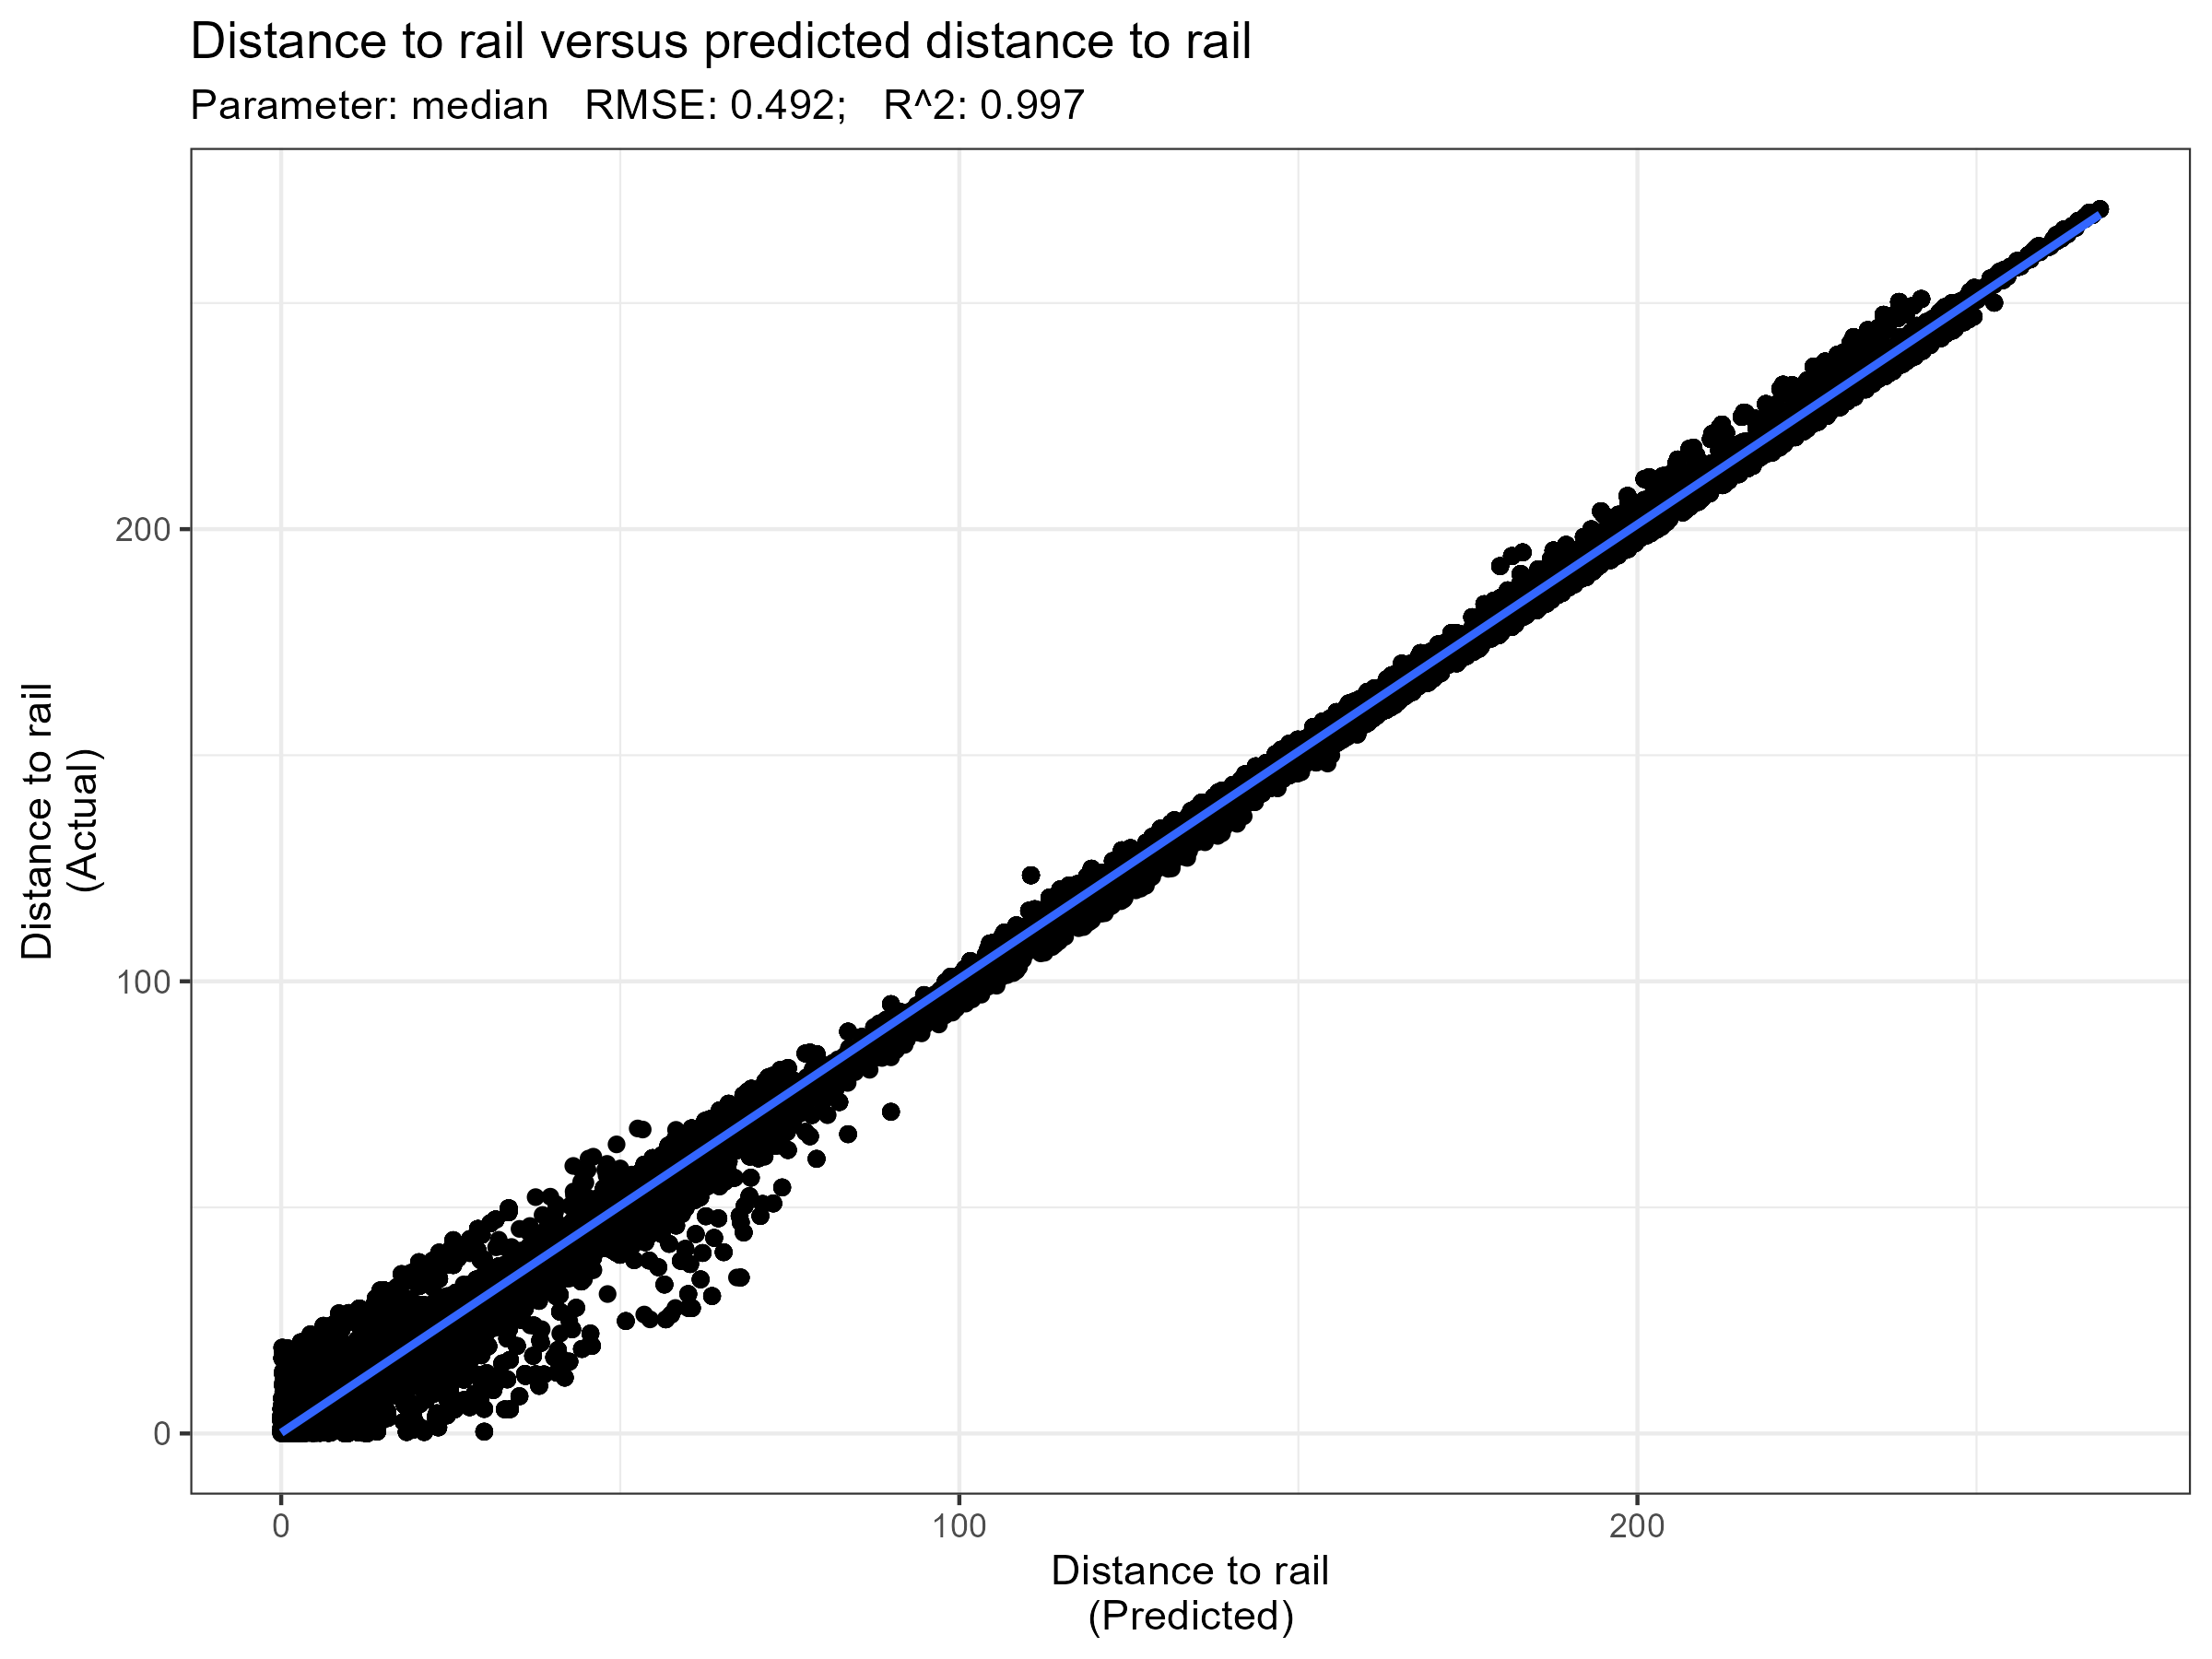 Distance to rail versus predicted distance to rail
Parameter: median   RMSE: 0.492;   R^2: 0.997
Distance to rail
(Actual)
200
100
0
0
100
200
Distance to rail
(Predicted)